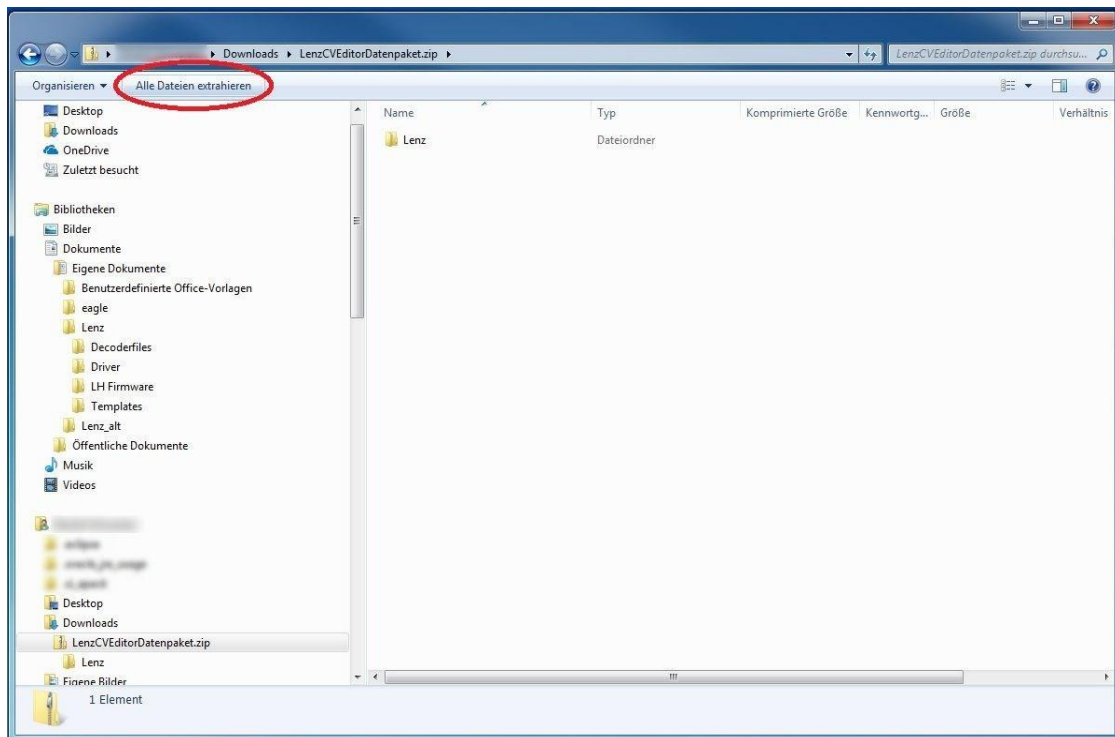 Downloads ▸ LenzCVEditorDatenpaket.zip ▸
LenzCVEditorDatenpaket.zip durchsu...
Organisieren
Alle Dateien extrahieren
Desktop
Downloads
OneDrive
Zuletzt besucht
Bibliotheken
Bilder
Dokumente
Eigene Dokumente
Benutzerdefinierte Office-Vorlagen
eagle
Lenz
Decoderfiles
Driver
LH Firmware
Templates
Lenz_alt
Öffentliche Dokumente
Musik
Videos
Desktop
Downloads
LenzCVEditorDatenpaket.zip
Lenz
Eigene Bilder
Name Typ Komprimierte Größe Kennwortg... Größe Verhältnis
Lenz Dateiordner
1 Element